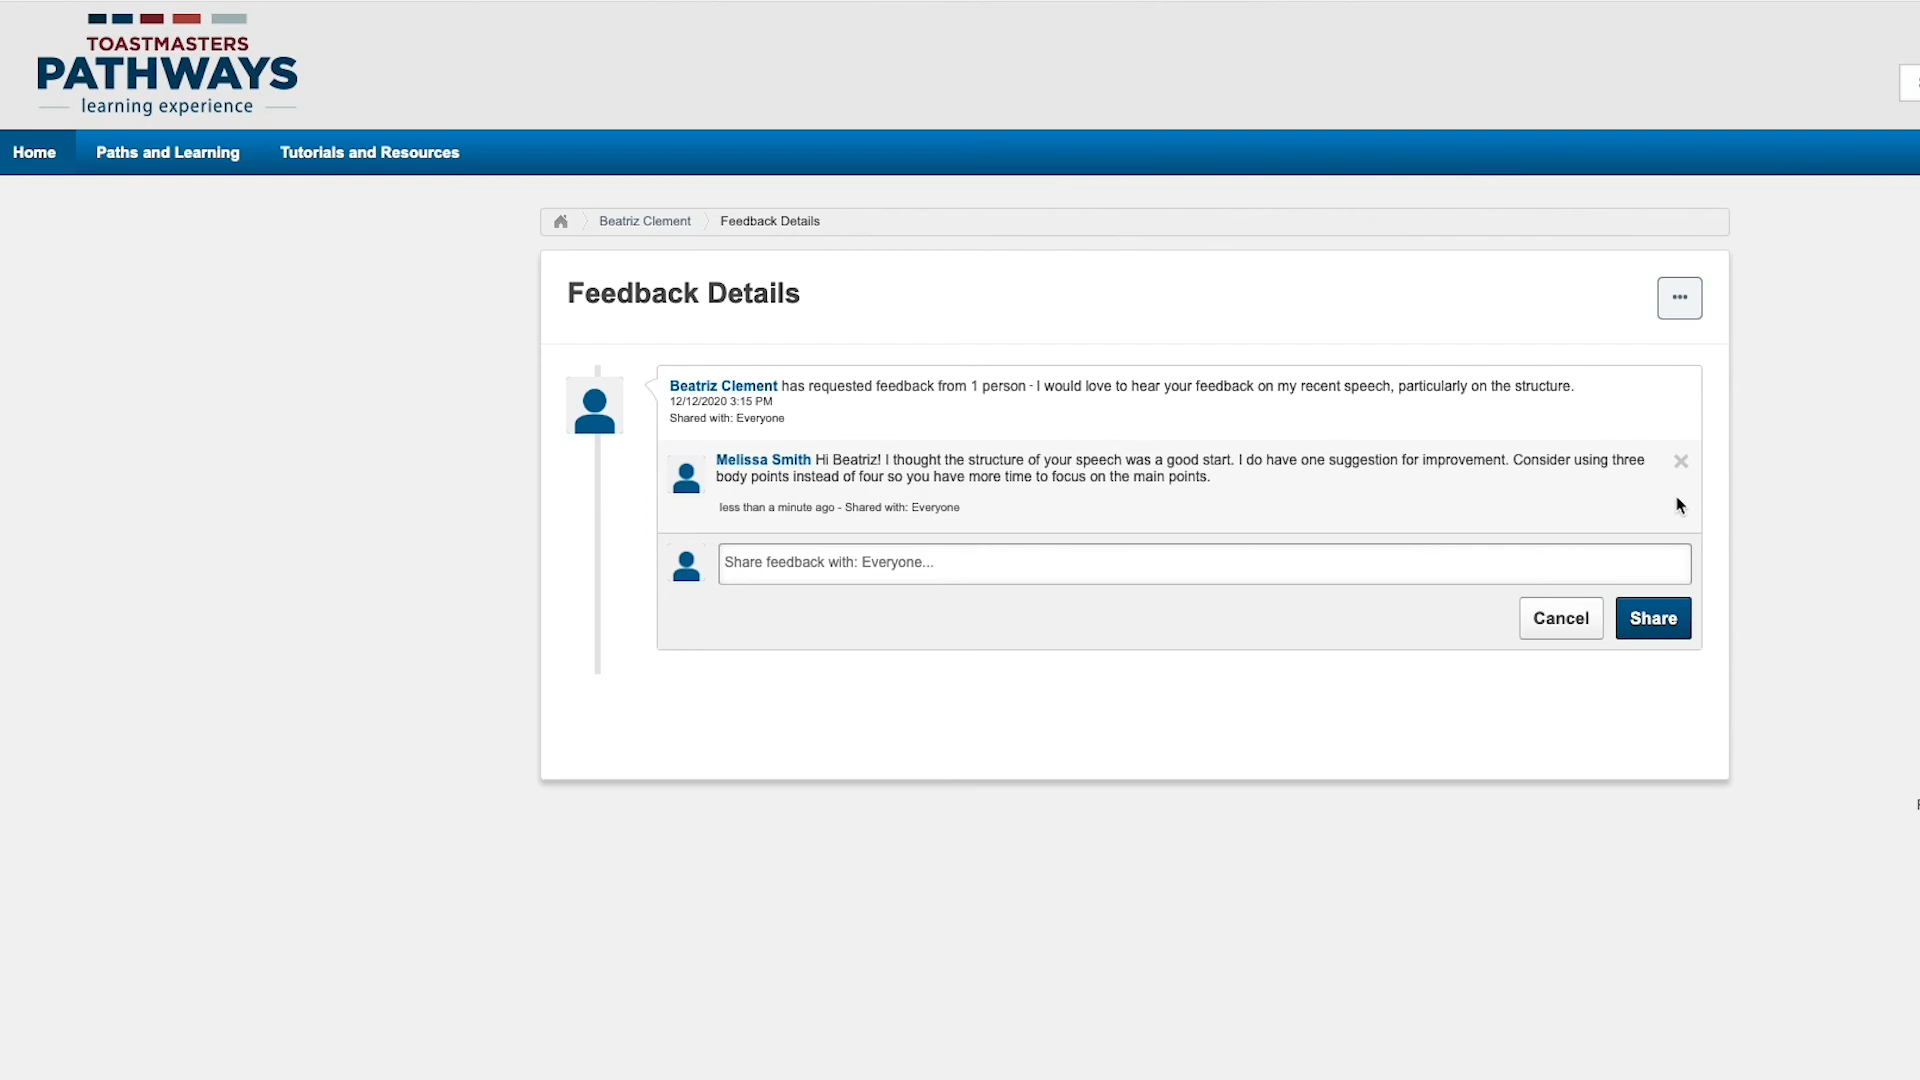 TOASTMASTERS
PATHWAYS
learning experience
Home
Paths and Learning
Tutorials and Resources
Beatriz Clement
Feedback Details
Feedback Details
Beatriz Clement has requested feedback from 1 person - I would love to hear your feedback on my recent speech, particularly on the structure.
12/12/2020 3:15 PM
Shared with: Everyone
Melissa Smith Hi Beatriz! I thought the structure of your speech was a good start. I do have one suggestion for improvement. Consider using three
body points instead of four so you have more time to focus on the main points.
less than a minute ago - Shared with: Everyone
Share feedback with: Everyone...
Cancel
Share